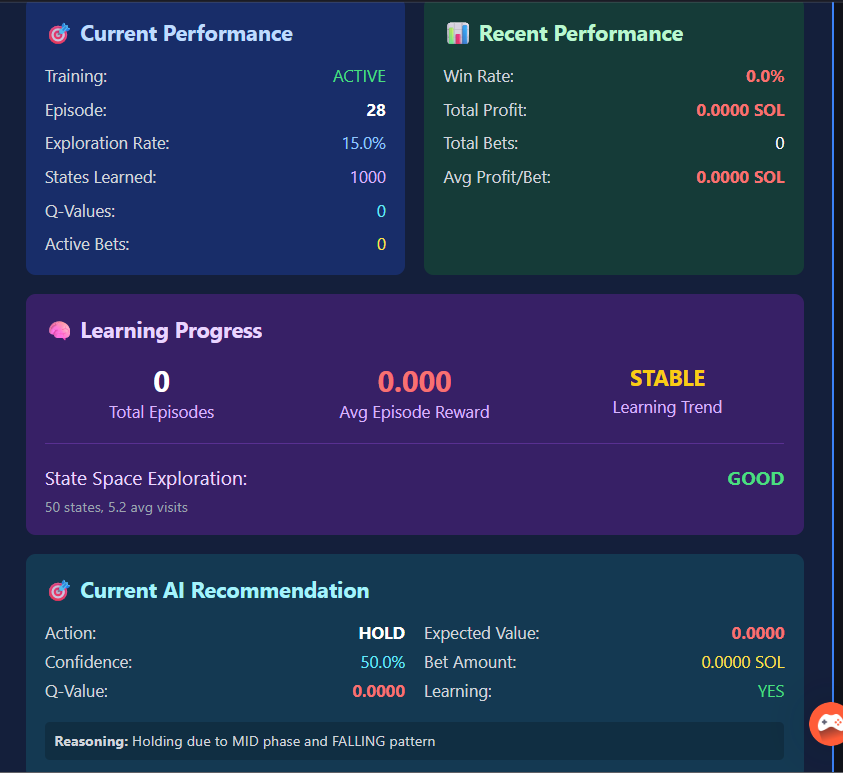 Current Performance
Training: ACTIVE
Episode: 28
Exploration Rate: 15.0%
States Learned: 1000
Q-Values: 0
Active Bets: 0
Recent Performance
Win Rate: 0.0%
Total Profit: 0.0000 SOL
Total Bets: 0
Avg Profit/Bet: 0.0000 SOL
Learning Progress
0
Total Episodes
0.000
Avg Episode Reward
STABLE
Learning Trend
State Space Exploration: GOOD
50 states, 5.2 avg visits
Current AI Recommendation
Action: HOLD
Confidence: 50.0%
Q-Value: 0.0000
Expected Value: 0.0000
Bet Amount: 0.0000 SOL
Learning: YES
Reasoning: Holding due to MID phase and FALLING pattern